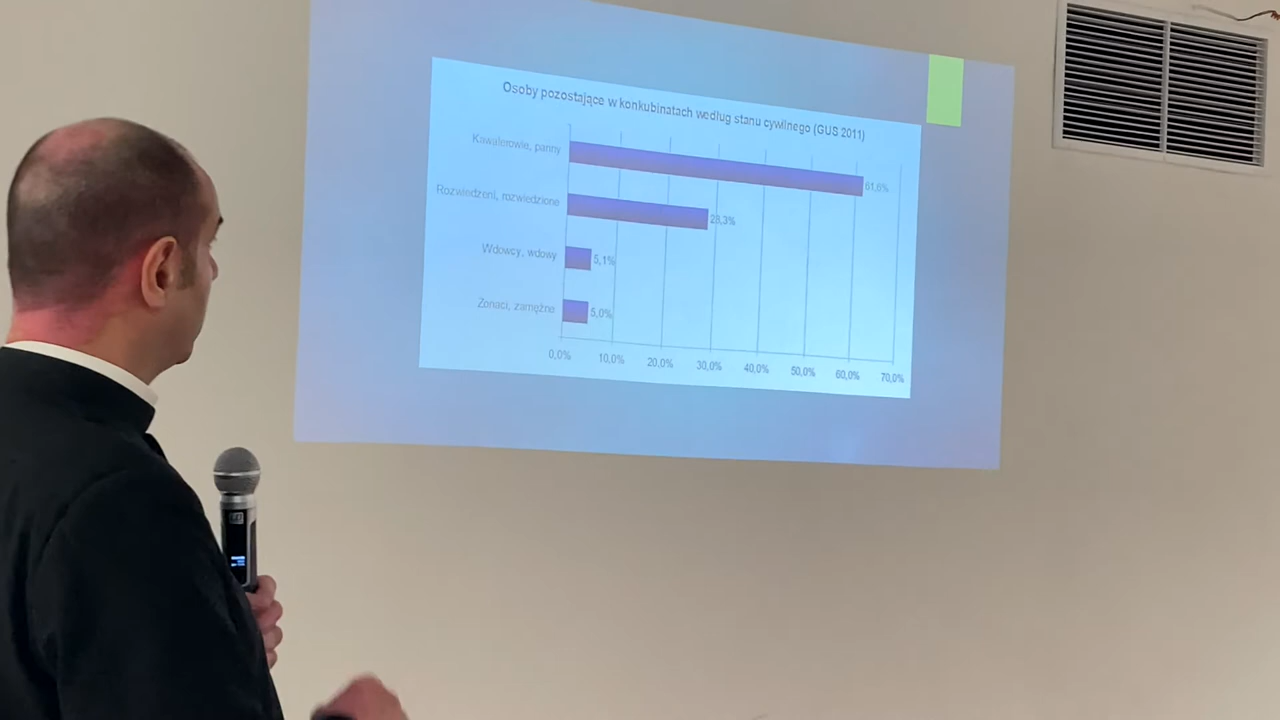 Osoby pozostające w konkubinatach według stanu cywilnego (GUS 2011)
Kawalerowie, panny 61,6%
Rozwiedzeni, rozwiedzione 28,3%
Wdowcy, wdowy 5,1%
Żonaci, zamężne 5,0%
0,0% 10,0% 20,0% 30,0% 40,0% 50,0% 60,0% 70,0%